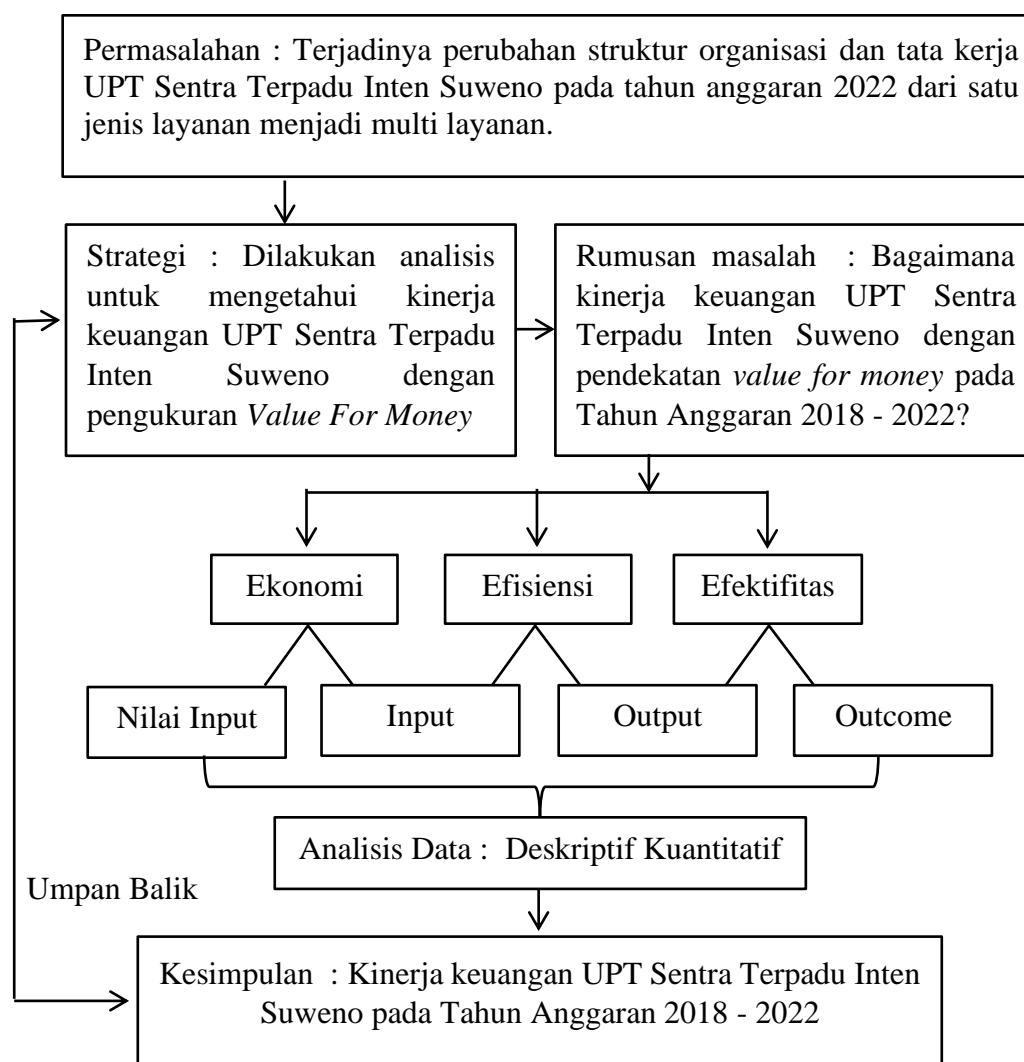 Permasalahan : Terjadinya perubahan struktur organisasi dan tata kerja
UPT Sentra Terpadu Inten Suweno pada tahun anggaran 2022 dari satu
jenis layanan menjadi multi layanan.
Strategi : Dilakukan analisis
untuk mengetahui kinerja
keuangan UPT Sentra Terpadu
Inten Suweno dengan
pengukuran Value For Money
Rumusan masalah : Bagaimana
kinerja keuangan UPT Sentra
Terpadu Inten Suweno dengan
pendekatan value for money pada
Tahun Anggaran 2018 - 2022?
Ekonomi
Efisiensi
Efektifitas
Nilai Input
Input
Output
Outcome
Analisis Data : Deskriptif Kuantitatif
Umpan Balik
Kesimpulan : Kinerja keuangan UPT Sentra Terpadu Inten
Suweno pada Tahun Anggaran 2018 - 2022